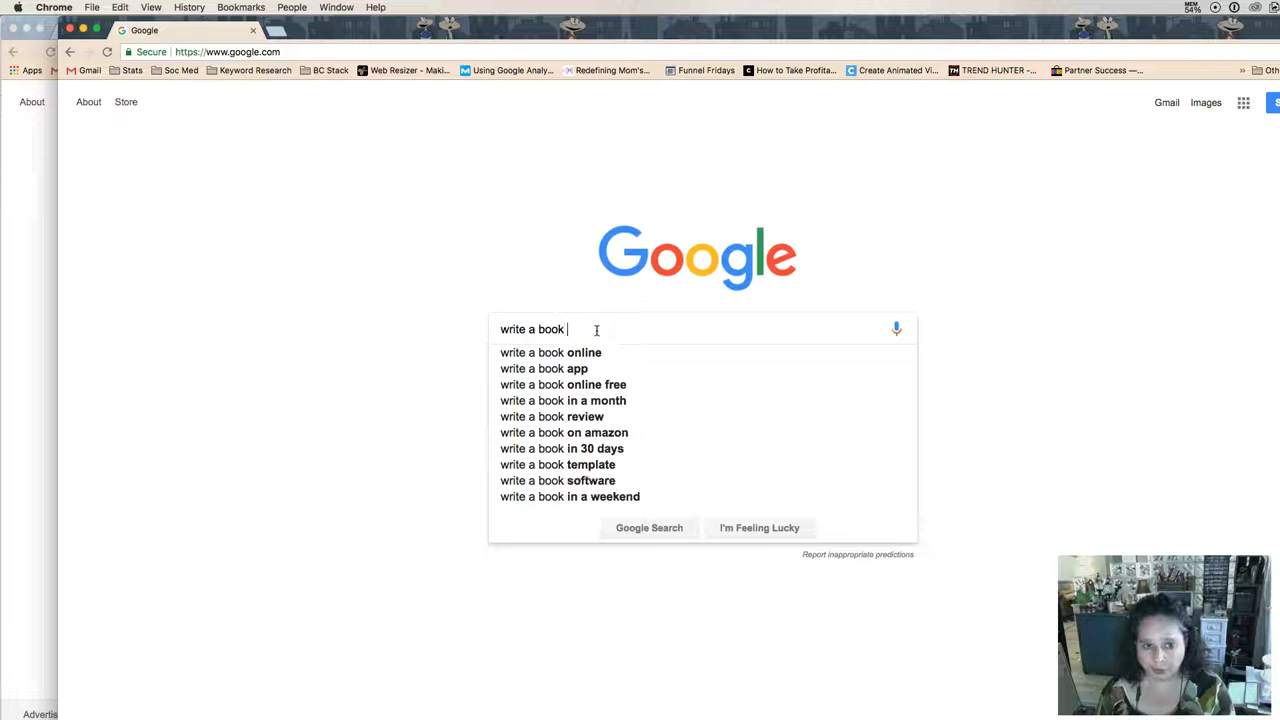 Chrome File Edit View History Bookmarks People Window Help MEM 54%
Google
Secure https://www.google.com
Apps Gmail Stats Soc Med Keyword Research BC Stack Web Resizer - Maki... Using Google Analy... Redefining Mom's... Funnel Fridays How to Take Profita... Create Animated Vi... TREND HUNTER -... Partner Success —... » Oth
About About Store Gmail Images S
Google
write a book
write a book online
write a book app
write a book online free
write a book in a month
write a book review
write a book on amazon
write a book in 30 days
write a book template
write a book software
write a book in a weekend
Google Search I'm Feeling Lucky
Report inappropriate predictions
Advertis